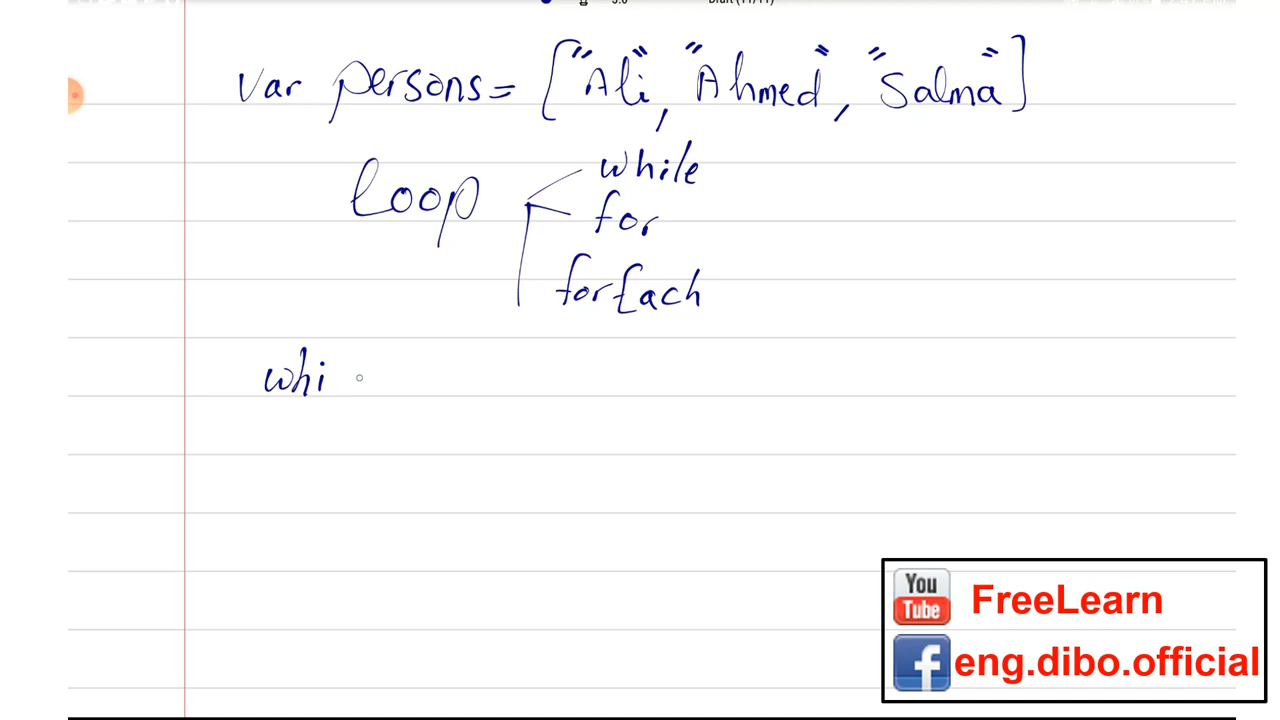 var persons = ["Ali", "Ahmed", "Salma"]
loop
while
for
forEach
whi
You
Tube
FreeLearn
f
eng.dibo.official